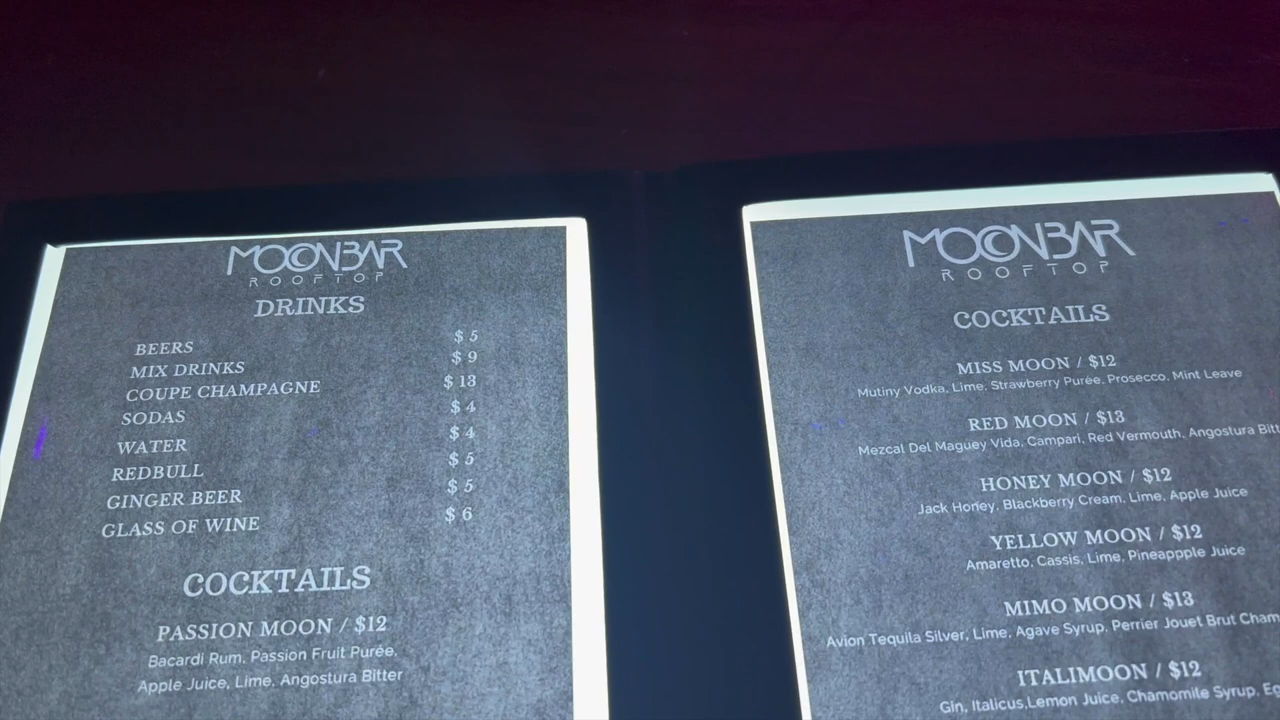 MOONBAR
ROOFTOP
DRINKS
BEERS $ 5
MIX DRINKS $ 9
COUPE CHAMPAGNE $ 13
SODAS $ 4
WATER $ 4
REDBULL $ 5
GINGER BEER $ 5
GLASS OF WINE $ 6
COCKTAILS
PASSION MOON / $12
Bacardi Rum, Passion Fruit Purée,
Apple Juice, Lime, Angostura Bitter
MOONBAR
ROOFTOP
COCKTAILS
MISS MOON / $12
Mutiny Vodka, Lime, Strawberry Purée, Prosecco, Mint Leave
RED MOON / $13
Mezcal Del Maguey Vida, Campari, Red Vermouth, Angostura Bitt
HONEY MOON / $12
Jack Honey, Blackberry Cream, Lime, Apple Juice
YELLOW MOON / $12
Amaretto, Cassis, Lime, Pineappple Juice
MIMO MOON / $13
Avion Tequila Silver, Lime, Agave Syrup, Perrier Jouet Brut Cham
ITALIMOON / $12
Gin, Italicus,Lemon Juice, Chamomile Syrup,